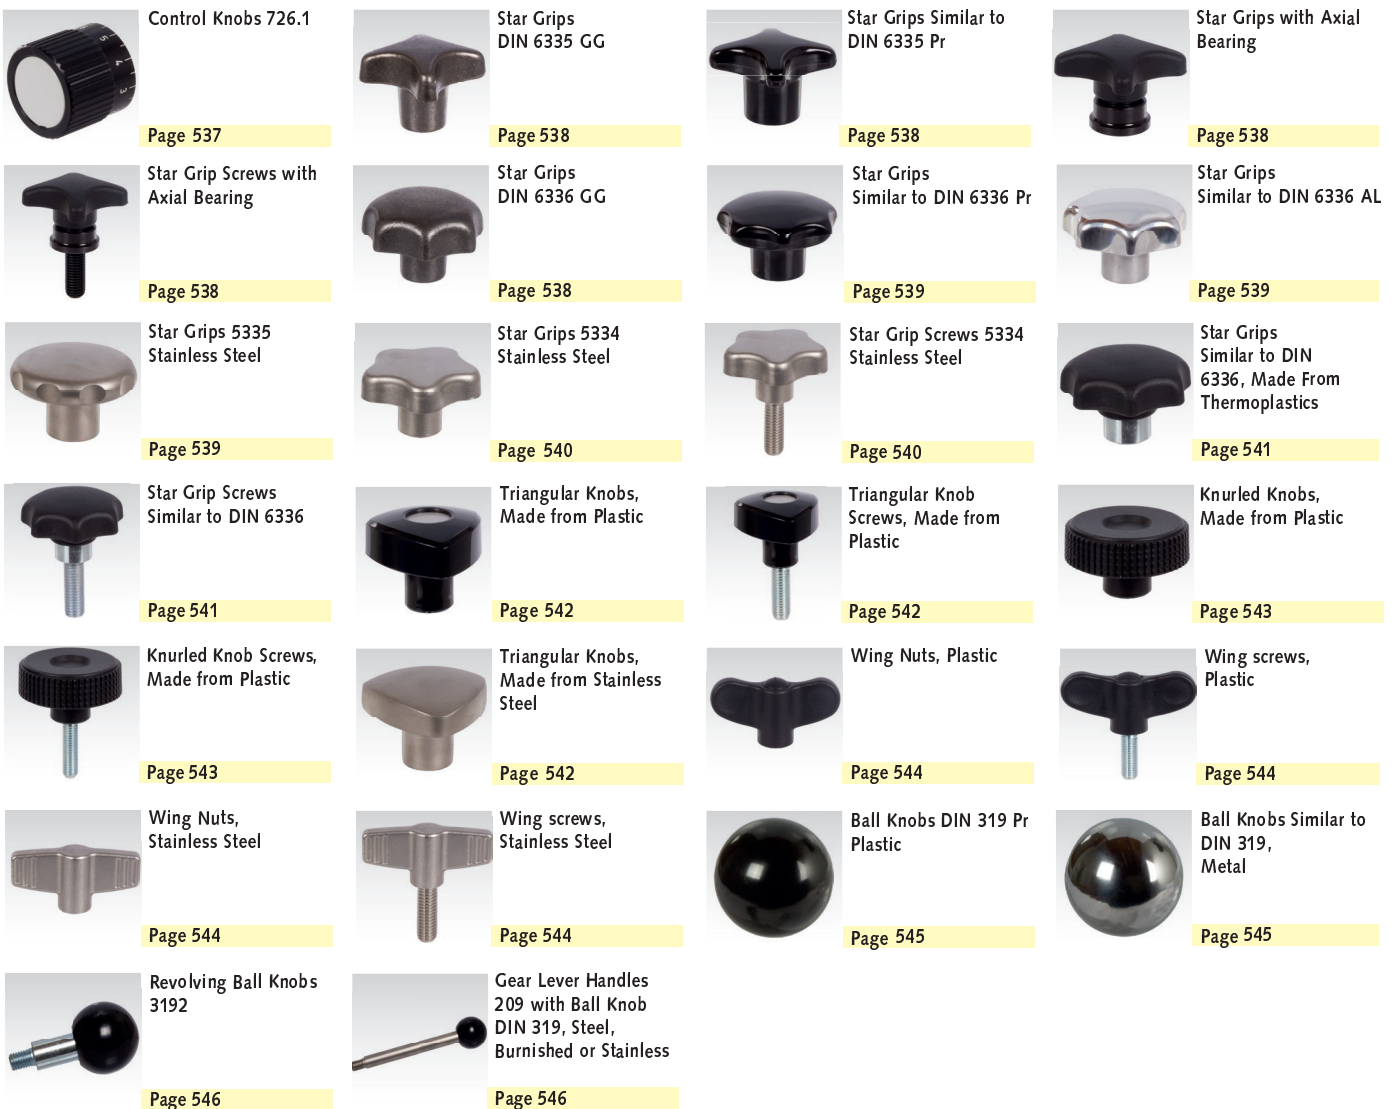 Control Knobs 726.1
Page 537
Star Grips
DIN 6335 GG
Page 538
Star Grips Similar to
DIN 6335 Pr
Page 538
Star Grips with Axial
Bearing
Page 538
Star Grip Screws with
Axial Bearing
Page 538
Star Grips
DIN 6336 GG
Page 538
Star Grips
Similar to DIN 6336 Pr
Page 539
Star Grips
Similar to DIN 6336 AL
Page 539
Star Grips 5335
Stainless Steel
Page 539
Star Grips 5334
Stainless Steel
Page 540
Star Grip Screws 5334
Stainless Steel
Page 540
Star Grips
Similar to DIN
6336, Made From
Thermoplastics
Page 541
Star Grip Screws
Similar to DIN 6336
Page 541
Triangular Knobs,
Made from Plastic
Page 542
Triangular Knob
Screws, Made from
Plastic
Page 542
Knurled Knobs,
Made from Plastic
Page 543
Knurled Knob Screws,
Made from Plastic
Page 543
Triangular Knobs,
Made from Stainless
Steel
Page 542
Wing Nuts, Plastic
Page 544
Wing screws,
Plastic
Page 544
Wing Nuts,
Stainless Steel
Page 544
Wing screws,
Stainless Steel
Page 544
Ball Knobs DIN 319 Pr
Plastic
Page 545
Ball Knobs Similar to
DIN 319,
Metal
Page 545
Revolving Ball Knobs
3192
Page 546
Gear Lever Handles
209 with Ball Knob
DIN 319, Steel,
Burnished or Stainless
Page 546